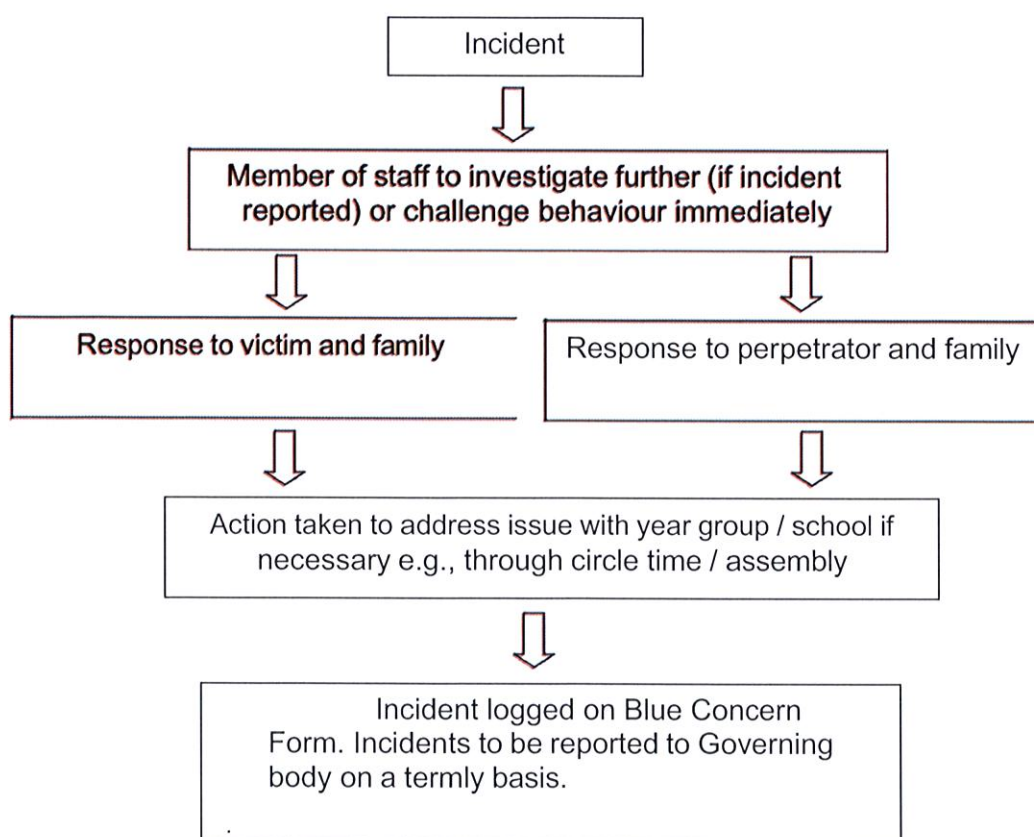 Incident
Member of staff to investigate further (if incident
reported) or challenge behaviour immediately
Response to victim and family
Response to perpetrator and family
Action taken to address issue with year group / school if
necessary e.g., through circle time / assembly
Incident logged on Blue Concern
Form. Incidents to be reported to Governing
body on a termly basis.
.